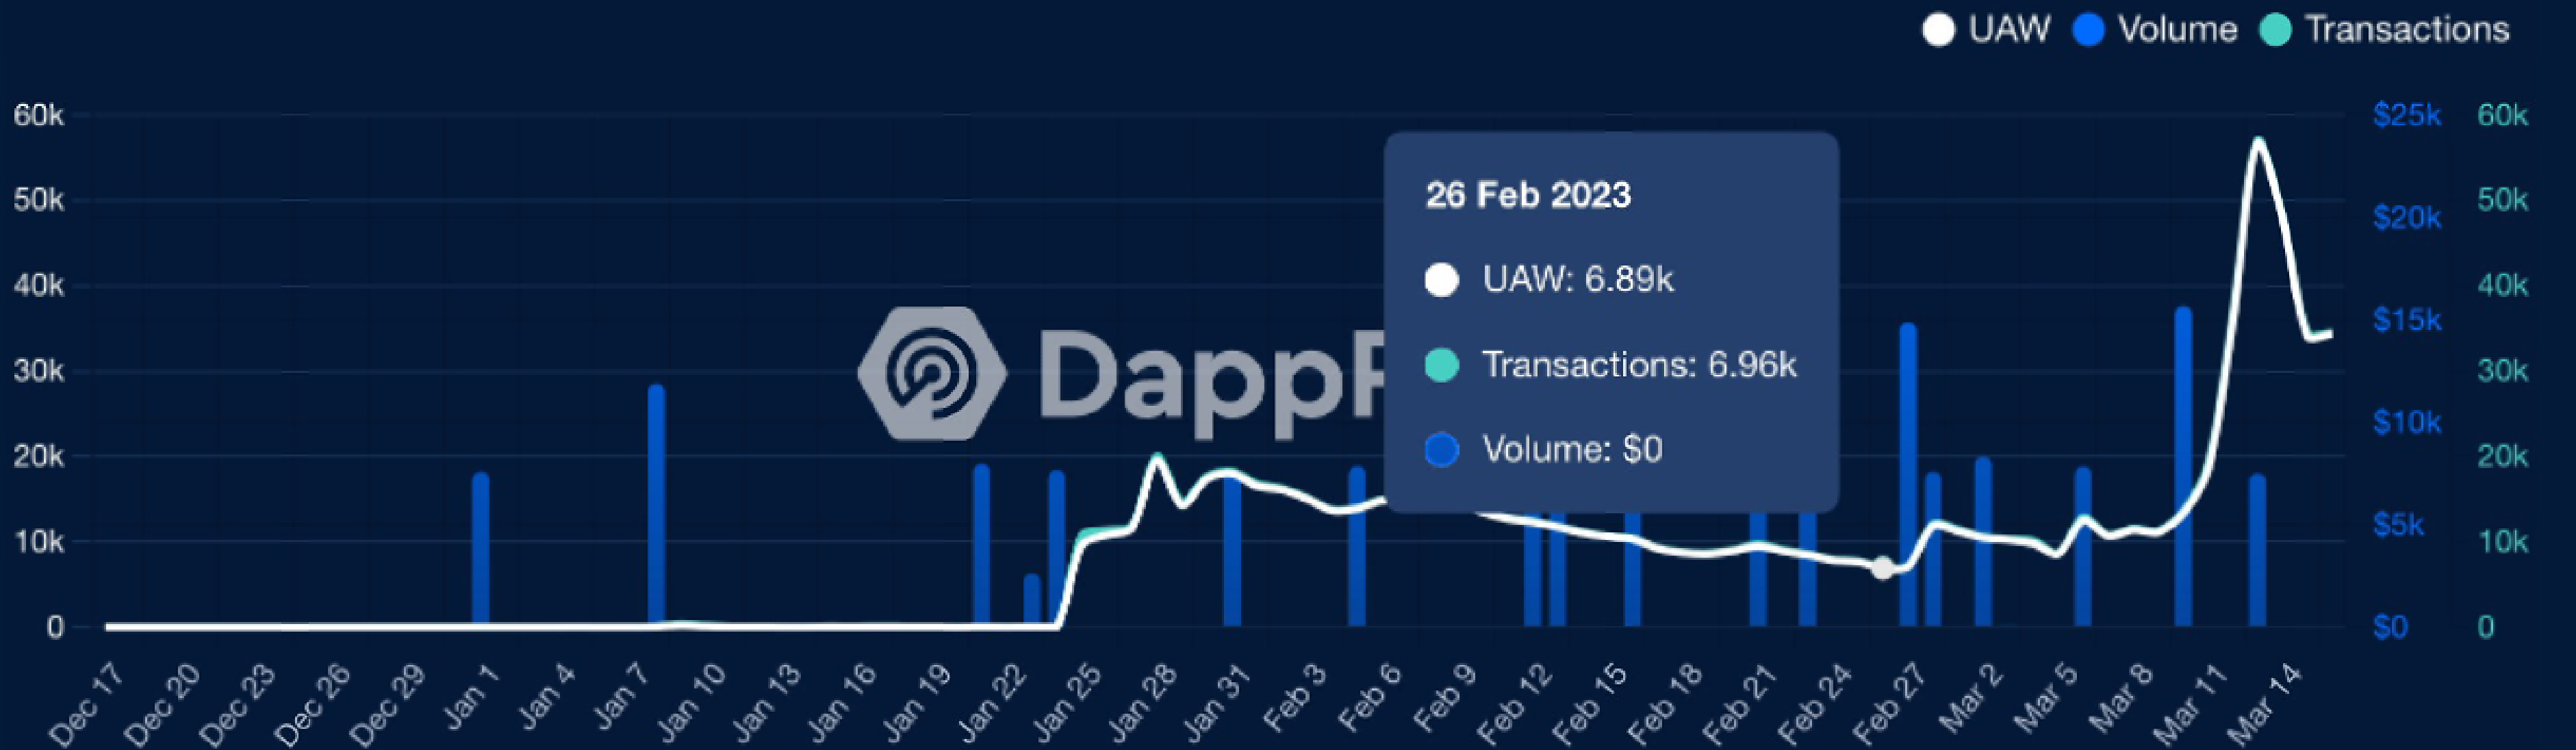 UAW Volume Transactions
60k $25k 60k
50k $20k 50k
40k $15k 40k
30k $10k 30k
20k $5k 20k
10k $0 10k
0 0
DappR
26 Feb 2023
UAW: 6.89k
Transactions: 6.96k
Volume: $0
Dec 17 Dec 20 Dec 23 Dec 26 Dec 29 Jan 1 Jan 4 Jan 7 Jan 10 Jan 13 Jan 16 Jan 19 Jan 22 Jan 25 Jan 28 Jan 31 Feb 3 Feb 6 Feb 9 Feb 12 Feb 15 Feb 18 Feb 21 Feb 24 Feb 27 Mar 2 Mar 5 Mar 8 Mar 11 Mar 14